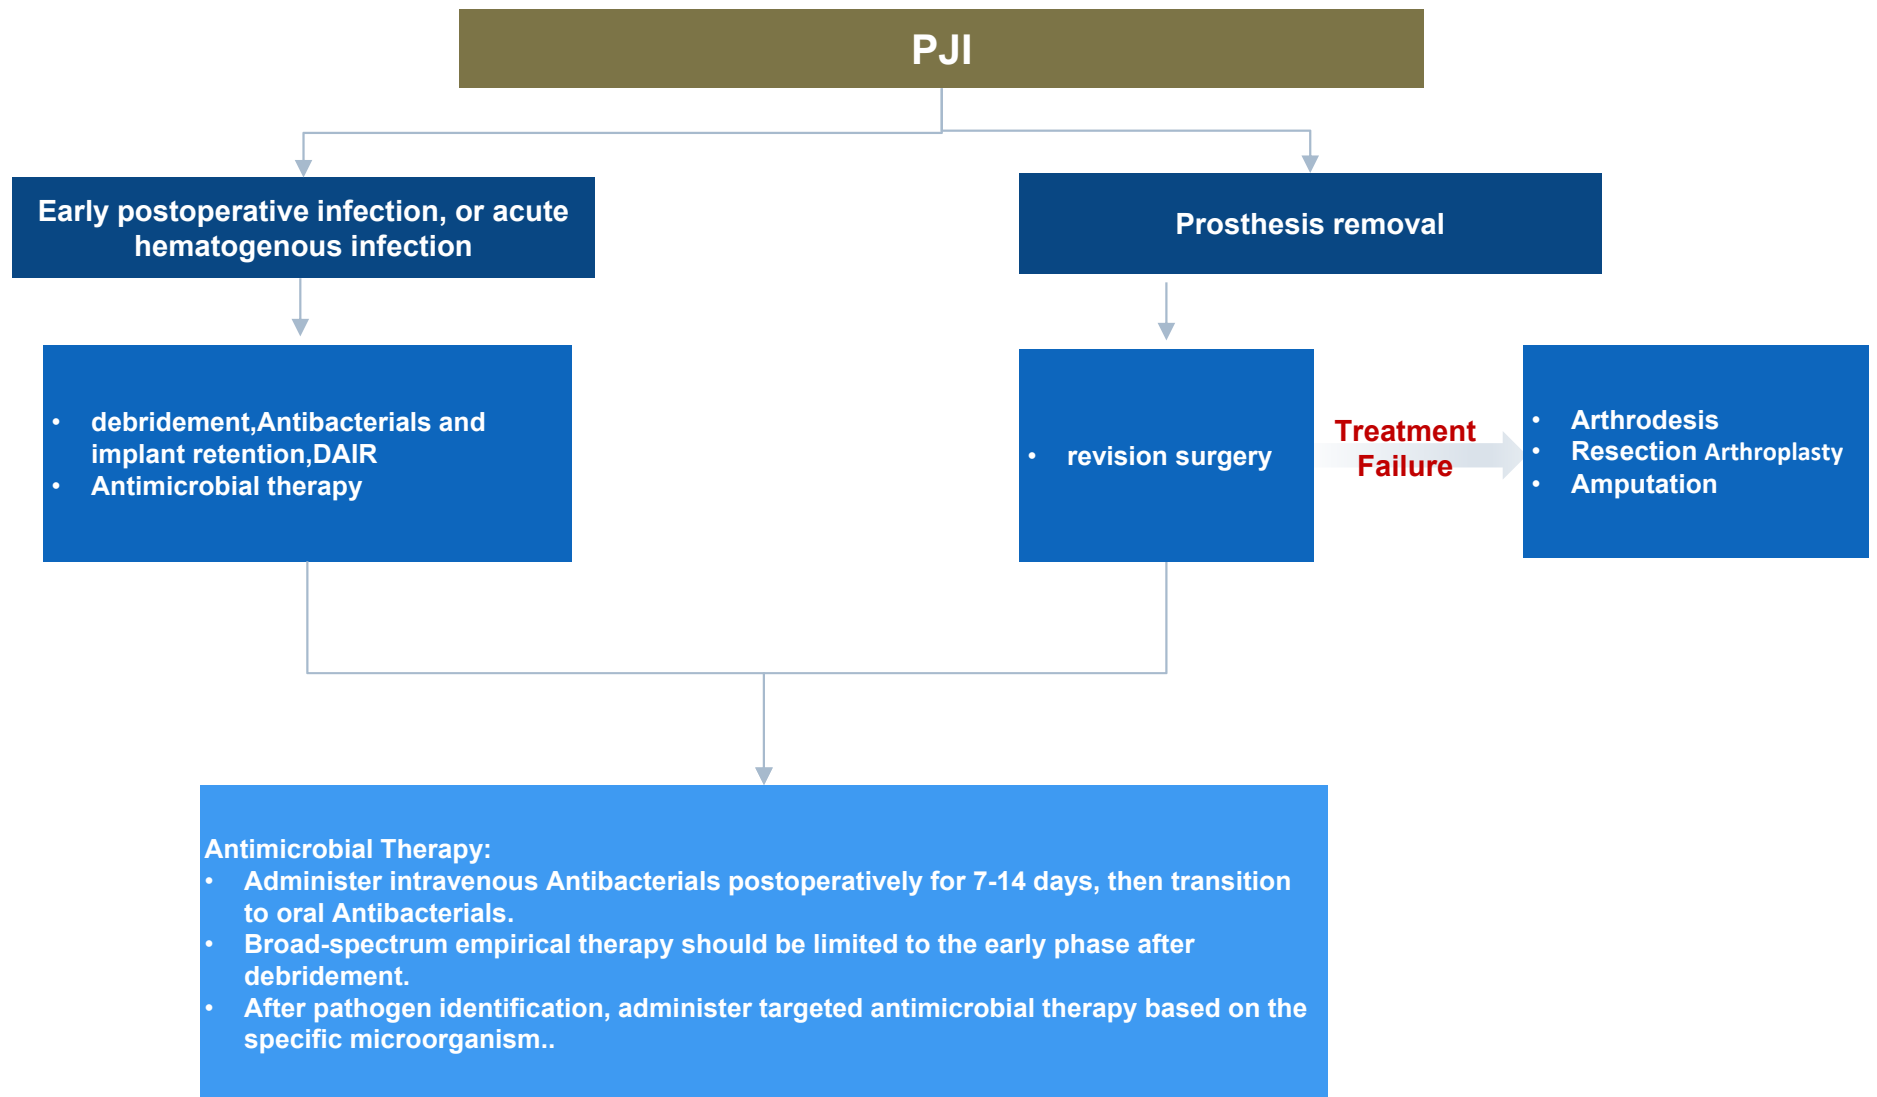 PJI
Early postoperative infection, or acute
hematogenous infection
Prosthesis removal
• debridement,Antibacterials and
implant retention,DAIR
• Antimicrobial therapy
• revision surgery
Treatment
Failure
• Arthrodesis
• Resection Arthroplasty
• Amputation
Antimicrobial Therapy:
• Administer intravenous Antibacterials postoperatively for 7-14 days, then transition
to oral Antibacterials.
• Broad-spectrum empirical therapy should be limited to the early phase after
debridement.
• After pathogen identification, administer targeted antimicrobial therapy based on the
specific microorganism..